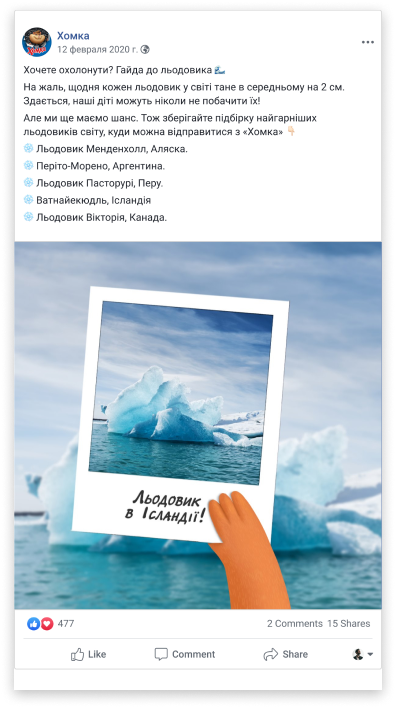 Хомка
12 февраля 2020 г.
Хочете охолонути? Гайда до льодовика
На жаль, щодня кожен льодовик у світі тане в середньому на 2 см.
Здається, наші діти можуть ніколи не побачити їх!
Але ми ще маємо шанс. Тож зберігайте підбірку найгарніших
льодовиків світу, куди можна відправитися з «Хомка» 👇🏻
❄️ Льодовик Менденхолл, Аляска.
❄️ Періто-Морено, Аргентина.
❄️ Льодовик Пасторурі, Перу.
❄️ Ватнайекюдль, Ісландія
❄️ Льодовик Вікторія, Канада.
Льодовик
в Ісландії!
477
2 Comments 15 Shares
Like
Comment
Share